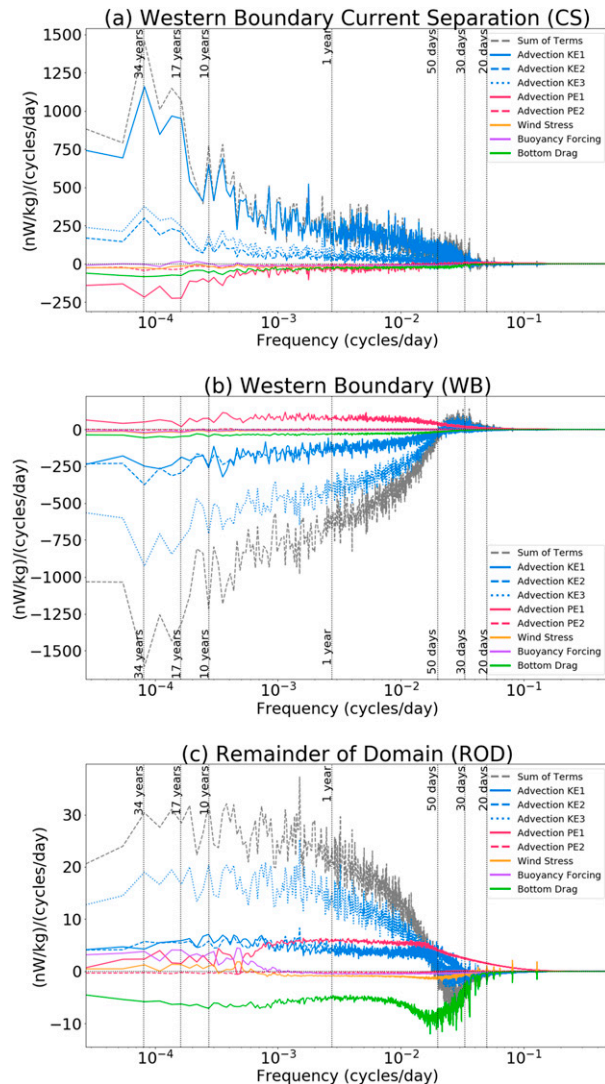 (a) Western Boundary Current Separation (CS)
(nW/kg)/(cycles/day)
1500
1250
1000
750
500
250
0
−250
34 years
17 years
10 years
1 year
50 days
30 days
20 days
Sum of Terms
Advection KE1
Advection KE2
Advection KE3
Advection PE1
Advection PE2
Wind Stress
Buoyancy Forcing
Bottom Drag
10⁻⁴
10⁻³
10⁻²
10⁻¹
Frequency (cycles/day)
(b) Western Boundary (WB)
(nW/kg)/(cycles/day)
0
−250
−500
−750
−1000
−1250
−1500
34 years
17 years
10 years
1 year
50 days
30 days
20 days
Sum of Terms
Advection KE1
Advection KE2
Advection KE3
Advection PE1
Advection PE2
Wind Stress
Buoyancy Forcing
Bottom Drag
10⁻⁴
10⁻³
10⁻²
10⁻¹
Frequency (cycles/day)
(c) Remainder of Domain (ROD)
(nW/kg)/(cycles/day)
30
20
10
0
−10
34 years
17 years
10 years
1 year
50 days
30 days
20 days
Sum of Terms
Advection KE1
Advection KE2
Advection KE3
Advection PE1
Advection PE2
Wind Stress
Buoyancy Forcing
Bottom Drag
10⁻⁴
10⁻³
10⁻²
10⁻¹
Frequency (cycles/day)